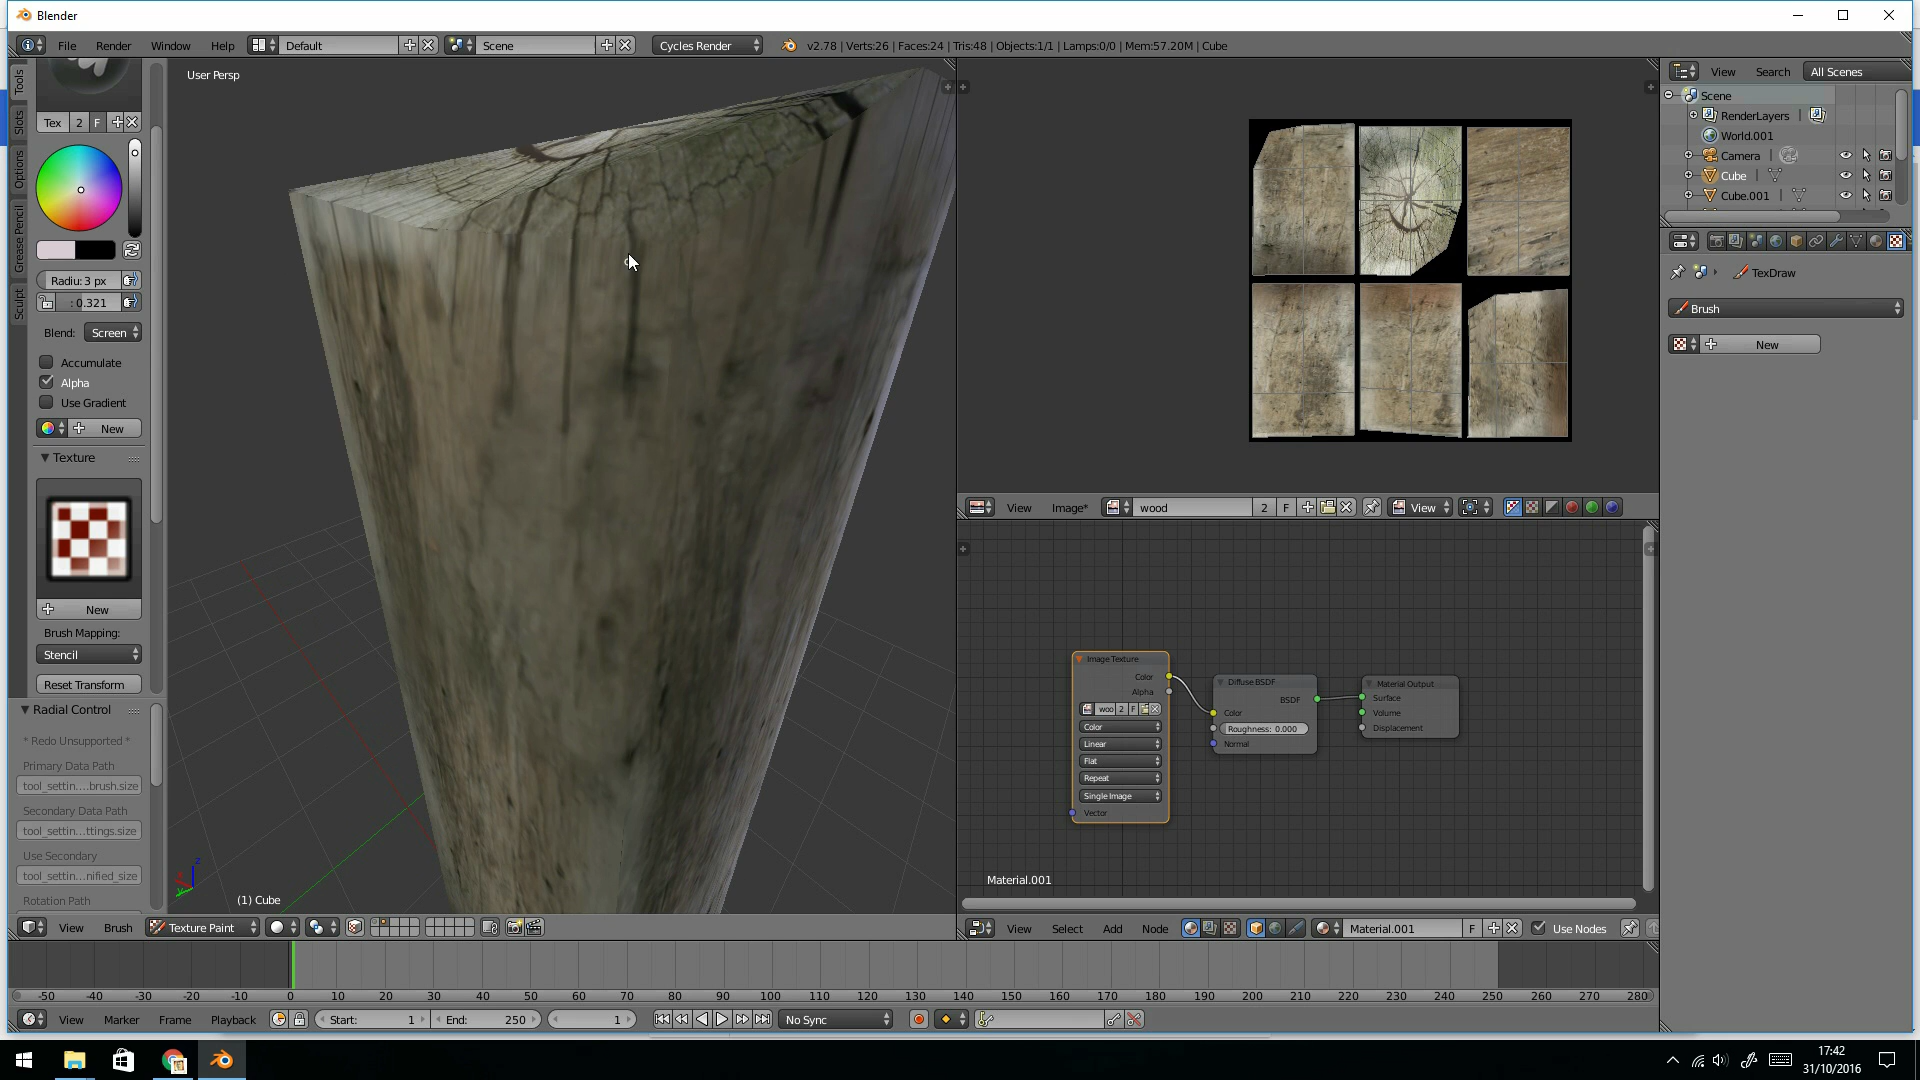 Blender
File Render Window Help Default Scene Cycles Render v2.78 | Verts:26 | Faces:24 | Tris:48 | Objects:1/1 | Lamps:0/0 | Mem:57.20M | Cube
Tools
Slots
Options
Grease Pencil
Sculpt
Tex 2 F
Radiu: 3 px
: 0.321
Blend: Screen
Accumulate
Alpha
Use Gradient
New
Texture
New
Brush Mapping:
Stencil
Reset Transform
Radial Control
* Redo Unsupported *
Primary Data Path
tool_settin....brush.size
Secondary Data Path
tool_settin...ttings.size
Use Secondary
tool_settin...nified_size
Rotation Path
User Persp
(1) Cube
z
View Brush Texture Paint
View Image* wood 2 F View
Image Texture
Color
Alpha
woo 2 F
Color
Linear
Flat
Repeat
Single Image
Vector
Diffuse BSDF
BSDF
Color
Roughness: 0.000
Normal
Material Output
Surface
Volume
Displacement
Material.001
View Select Add Node Material.001 F Use Nodes
View Search All Scenes
Scene
RenderLayers
World.001
Camera
Cube
Cube.001
TexDraw
Brush
New
-50 -40 -30 -20 -10 0 10 20 30 40 50 60 70 80 90 100 110 120 130 140 150 160 170 180 190 200 210 220 230 240 250 260 270 280
View Marker Frame Playback Start: 1 End: 250 1 No Sync
17:42
31/10/2016